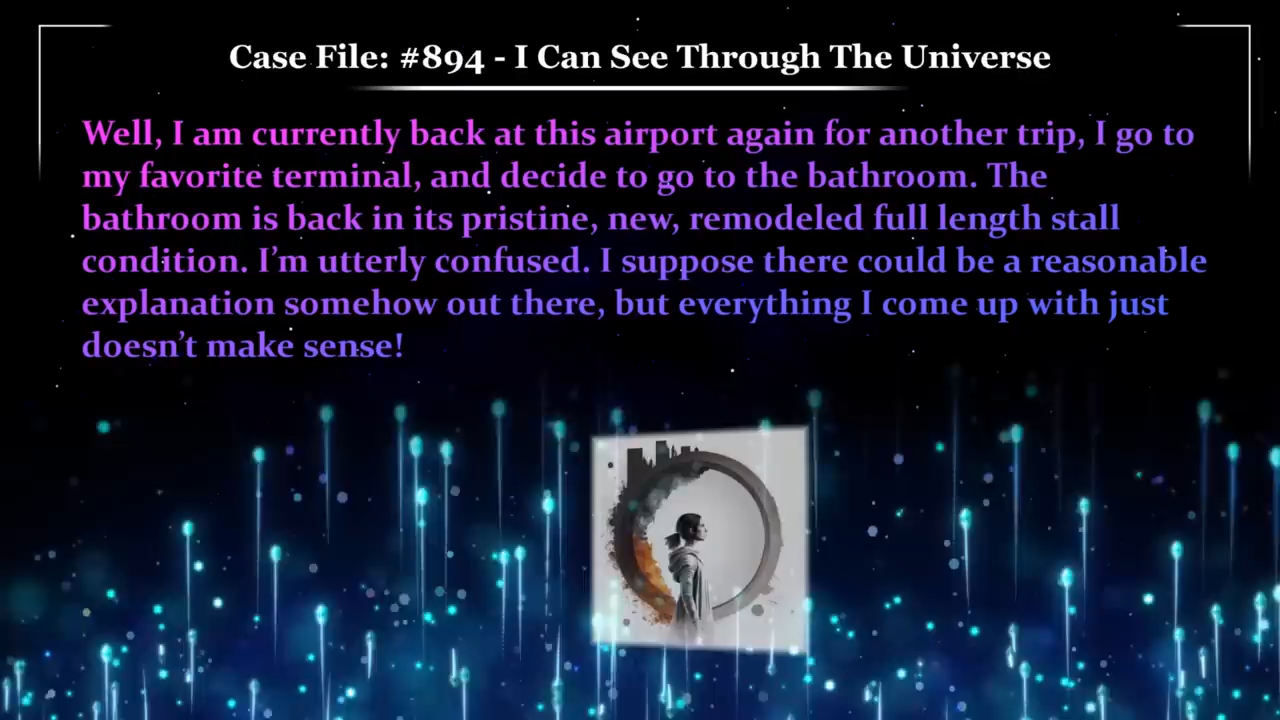 Case File: #894 - I Can See Through The Universe
Well, I am currently back at this airport again for another trip, I go to
my favorite terminal, and decide to go to the bathroom. The
bathroom is back in its pristine, new, remodeled full length stall
condition. I’m utterly confused. I suppose there could be a reasonable
explanation somehow out there, but everything I come up with just
doesn’t make sense!